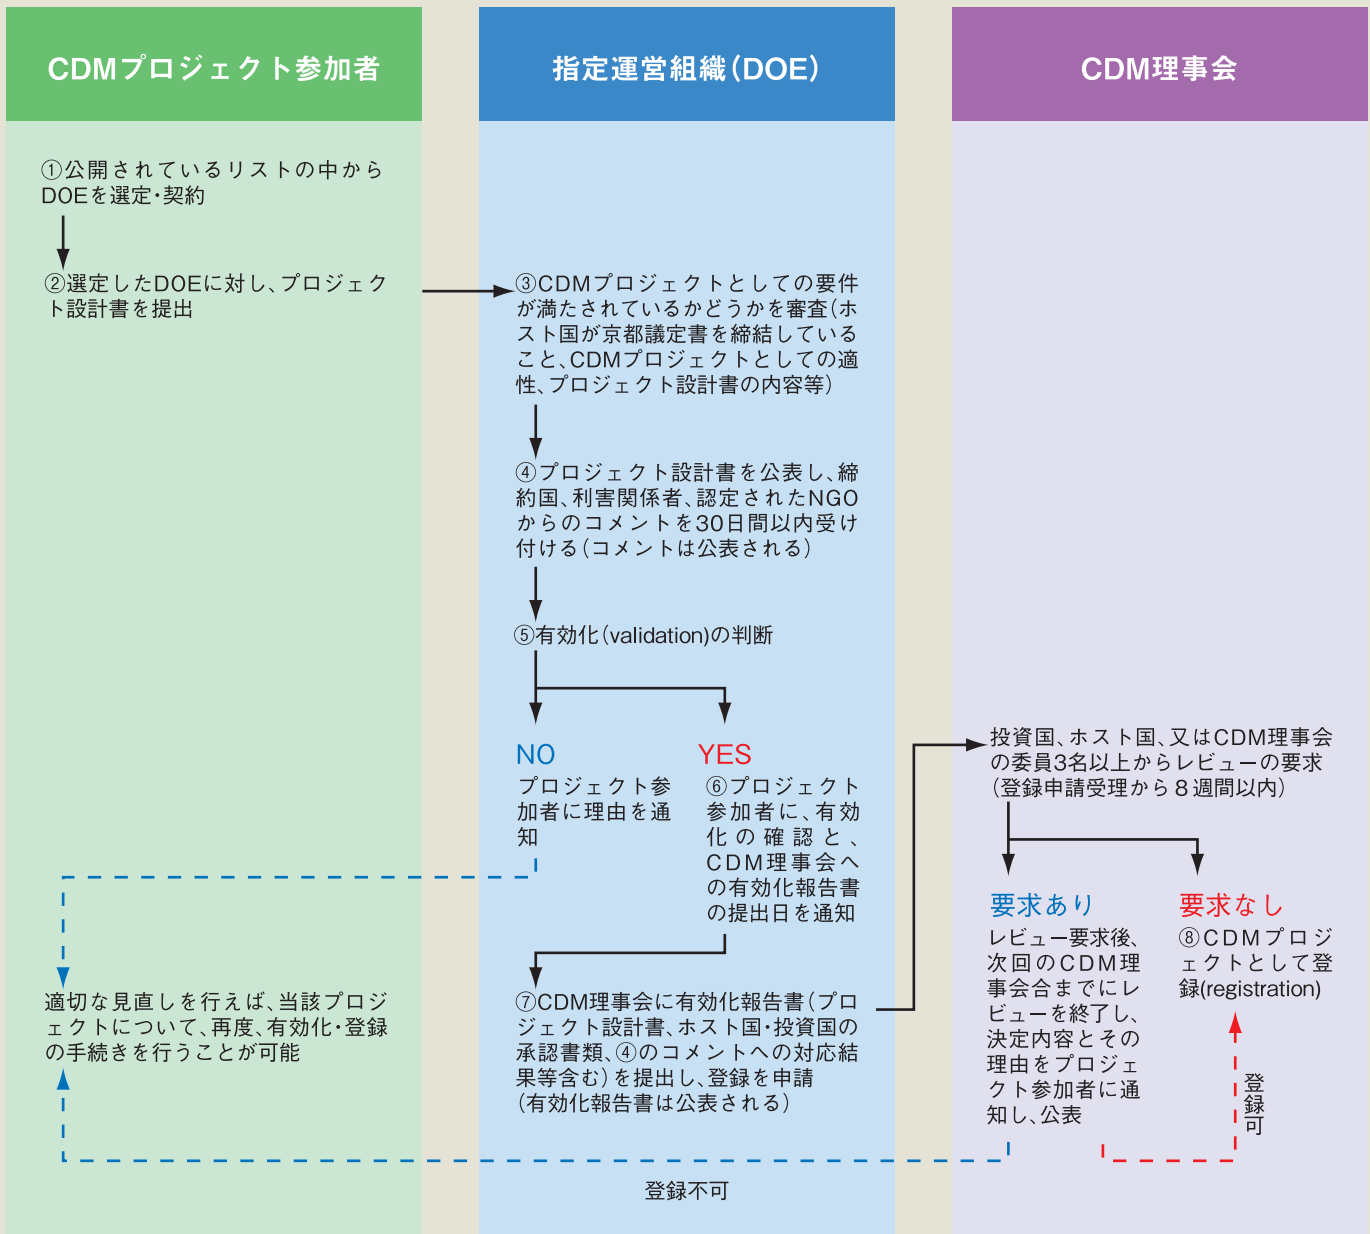 CDMプロジェクト参加者
①公開されているリストの中から
DOEを選定・契約
②選定したDOEに対し、プロジェク
ト設計書を提出
適切な見直しを行えば、当該プロジ
ェクトについて、再度、有効化・登録
の手続きを行うことが可能
指定運営組織（DOE）
③CDMプロジェクトとしての要件
が満たされているかどうかを審査（ホ
スト国が京都議定書を締結している
こと、CDMプロジェクトとしての適
性、プロジェクト設計書の内容等）
④プロジェクト設計書を公表し、締
約国、利害関係者、認定されたNGO
からのコメントを30日間以内受け
付ける（コメントは公表される）
⑤有効化（validation)の判断
NO
プロジェクト参
加者に理由を通
知
YES
⑥プロジェクト
参加者に、有効
化の確認と、
CDM理事会へ
の有効化報告書
の提出日を通知
⑦CDM理事会に有効化報告書（プロ
ジェクト設計書、ホスト国・投資国の
承認書類、④のコメントへの対応結
果等含む）を提出し、登録を申請
（有効化報告書は公表される）
CDM理事会
投資国、ホスト国、又はCDM理事会
の委員3名以上からレビューの要求
（登録申請受理から８週間以内）
要求あり
レビュー要求後、
次回のCDM理
事会合までにレ
ビューを終了し、
決定内容とその
理由をプロジェ
クト参加者に通
知し、公表
要求なし
⑧CDMプロジ
ェクトとして登
録(registration)
登録可
登録不可